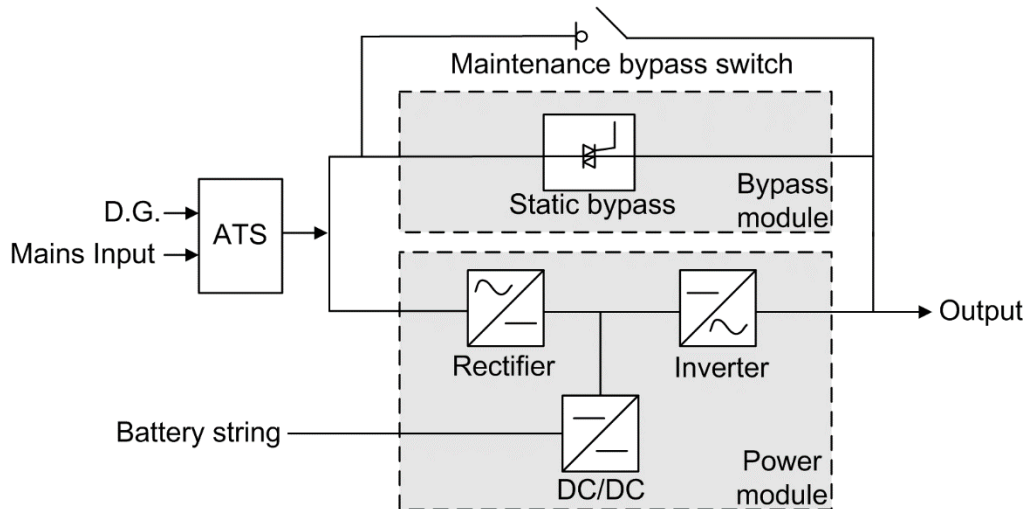 Maintenance bypass switch
Static bypass
Bypass
module
D.G.
Mains Input
ATS
Rectifier
Inverter
Output
Battery string
DC/DC
Power
module